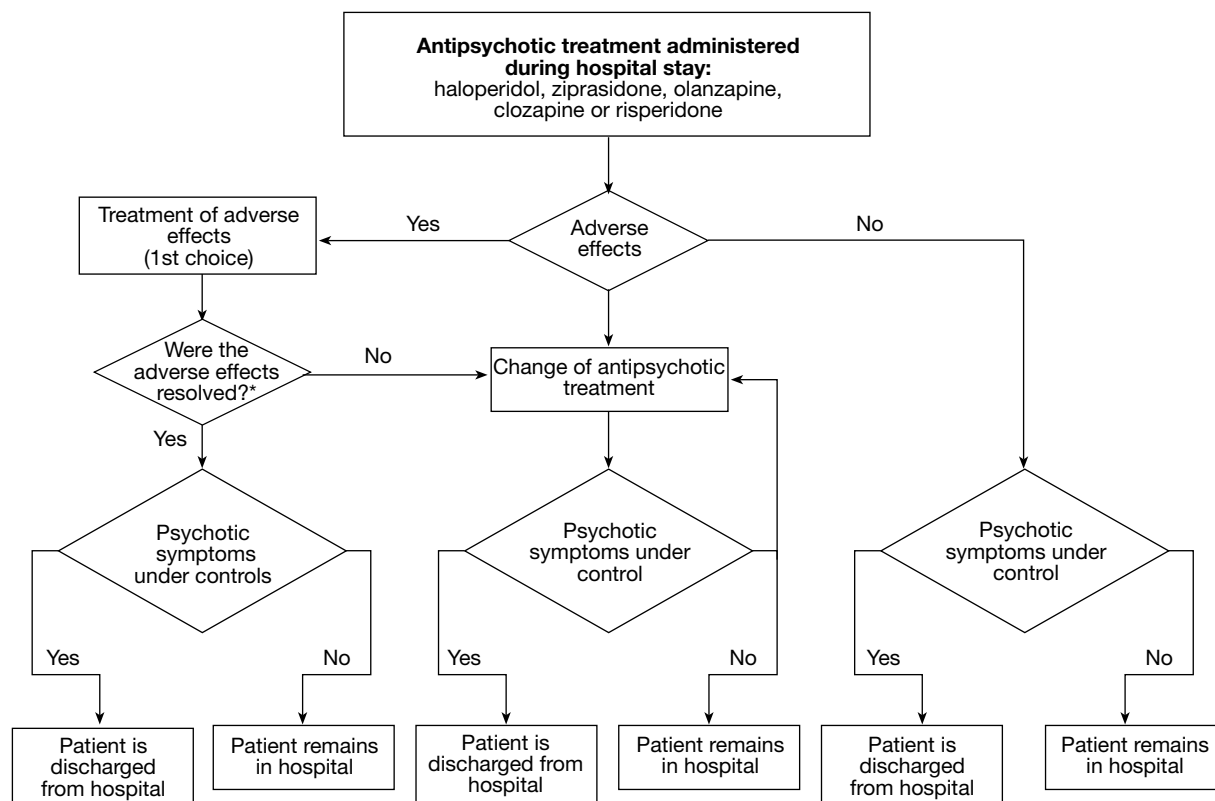 Antipsychotic treatment administered
during hospital stay:
haloperidol, ziprasidone, olanzapine,
clozapine or risperidone
Treatment of adverse
effects
(1st choice)
Yes
Adverse
effects
No
Were the
adverse effects
resolved?*
No
Change of antipsychotic
treatment
Yes
Psychotic
symptoms
under controls
Psychotic
symptoms under
control
Psychotic
symptoms under
control
Yes
No
Yes
No
Yes
No
Patient is
discharged
from hospital
Patient remains
in hospital
Patient is
discharged from
hospital
Patient remains
in hospital
Patient is
discharged
from hospital
Patient remains
in hospital